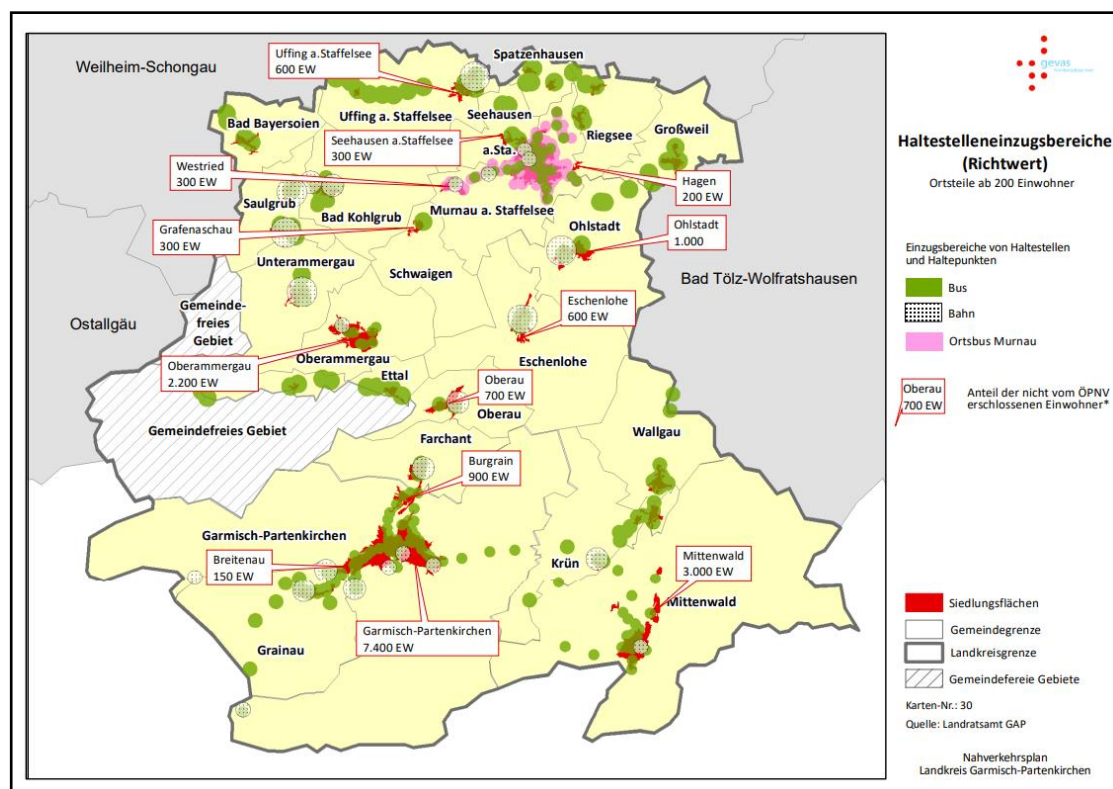 Weilheim-Schongau
Uffing a.Staffelsee
600 EW
Spatzenhausen
Bad Bayersoien
Uffing a. Staffelsee
Seehausen
a.Sta.
Riegsee
Großweil
Seehausen a.Staffelsee
300 EW
Westried
300 EW
Hagen
200 EW
Saulgrub
Bad Kohlgrub
Murnau a. Staffelsee
Grafenaschau
300 EW
Ohlstadt
Ohlstadt
1.000
Unterammergau
Schwaigen
Bad Tölz-Wolfratshausen
Gemeinde-
freies
Gebiet
Eschenlohe
600 EW
Ostallgäu
Oberammergau
2.200 EW
Oberammergau
Ettal
Eschenlohe
Oberau
700 EW
Oberau
Gemeindefreies Gebiet
Farchant
Wallgau
Burgrain
900 EW
Garmisch-Partenkirchen
Breitenau
150 EW
Krün
Mittenwald
3.000 EW
Mittenwald
Garmisch-Partenkirchen
7.400 EW
Grainau
gevas
Haltestelleneinzugsbereiche
(Richtwert)
Ortsteile ab 200 Einwohner
Einzugsbereiche von Haltestellen
und Haltepunkten
Bus
Bahn
Ortsbus Murnau
Oberau
700 EW
Anteil der nicht vom ÖPNV
erschlossenen Einwohner*
Siedlungsflächen
Gemeindegrenze
Landkreisgrenze
Gemeindefereie Gebiete
Karten-Nr.: 30
Quelle: Landratsamt GAP
Nahverkehrsplan
Landkreis Garmisch-Partenkirchen